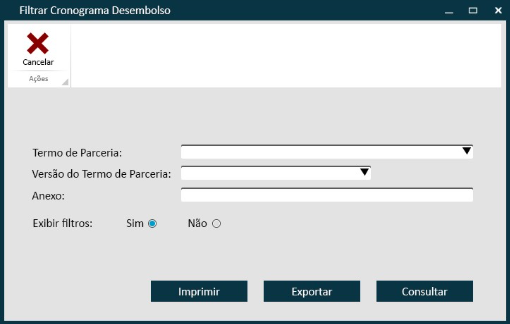 Filtrar Cronograma Desembolso
Cancelar
Ações
Termo de Parceria:
Versão do Termo de Parceria:
Anexo:
Exibir filtros: Sim Não
Imprimir Exportar Consultar